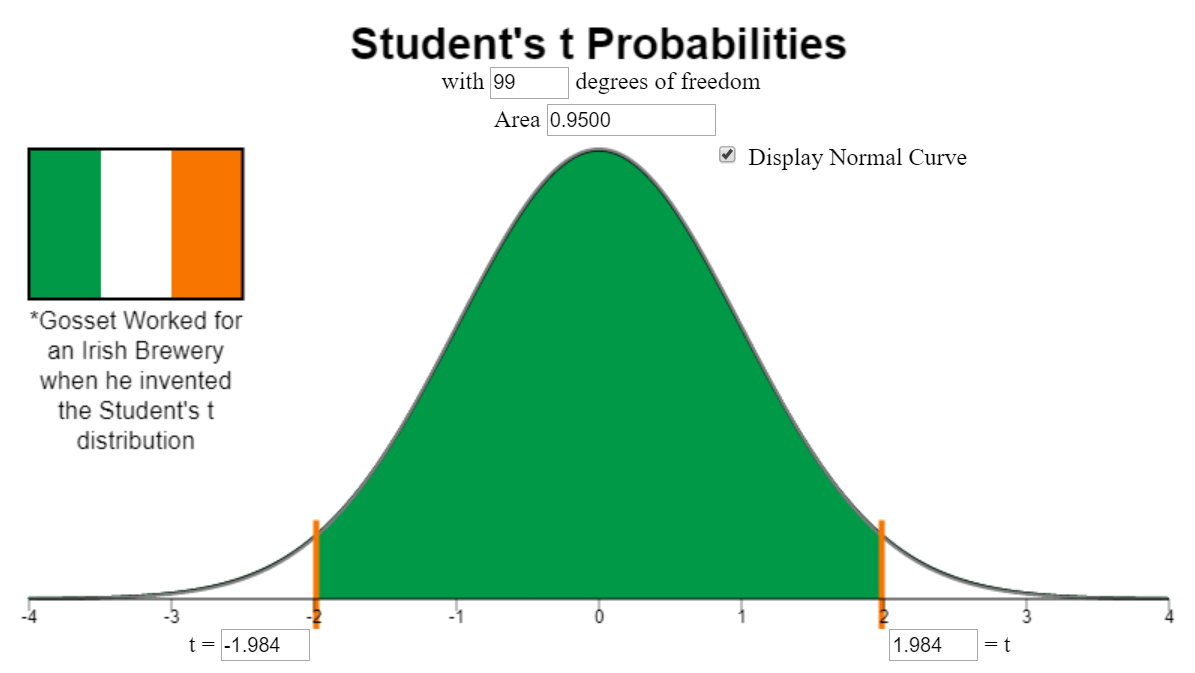 Student's t Probabilities
with 99 degrees of freedom
Area 0.9500
Display Normal Curve
*Gosset Worked for
an Irish Brewery
when he invented
the Student's t
distribution
-4 -3 -2 -1 0 1 2 3 4
t = -1.984 1.984 = t